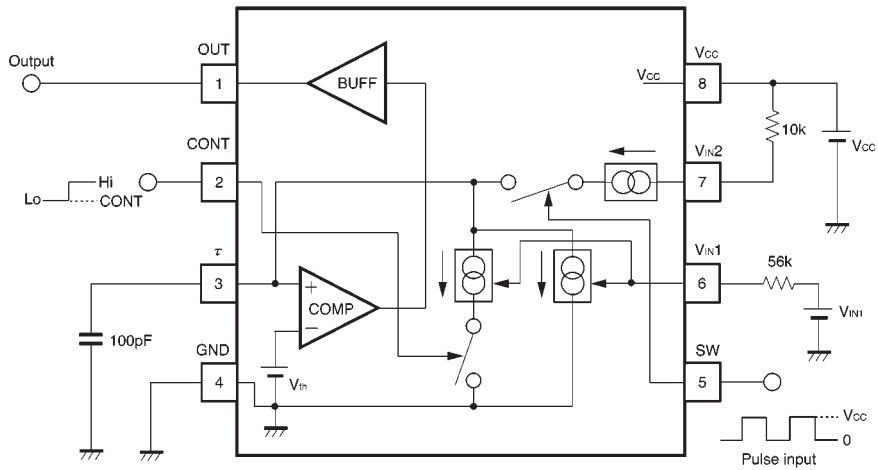 OUT
Output
1
BUFF
Vcc
Vcc
8
10k
Vcc
CONT
Hi
Lo
CONT
2
VIN2
7
τ
3
+
COMP
−
100pF
VIN1
6
56k
VIN1
GND
4
Vth
SW
5
Vcc
0
Pulse input